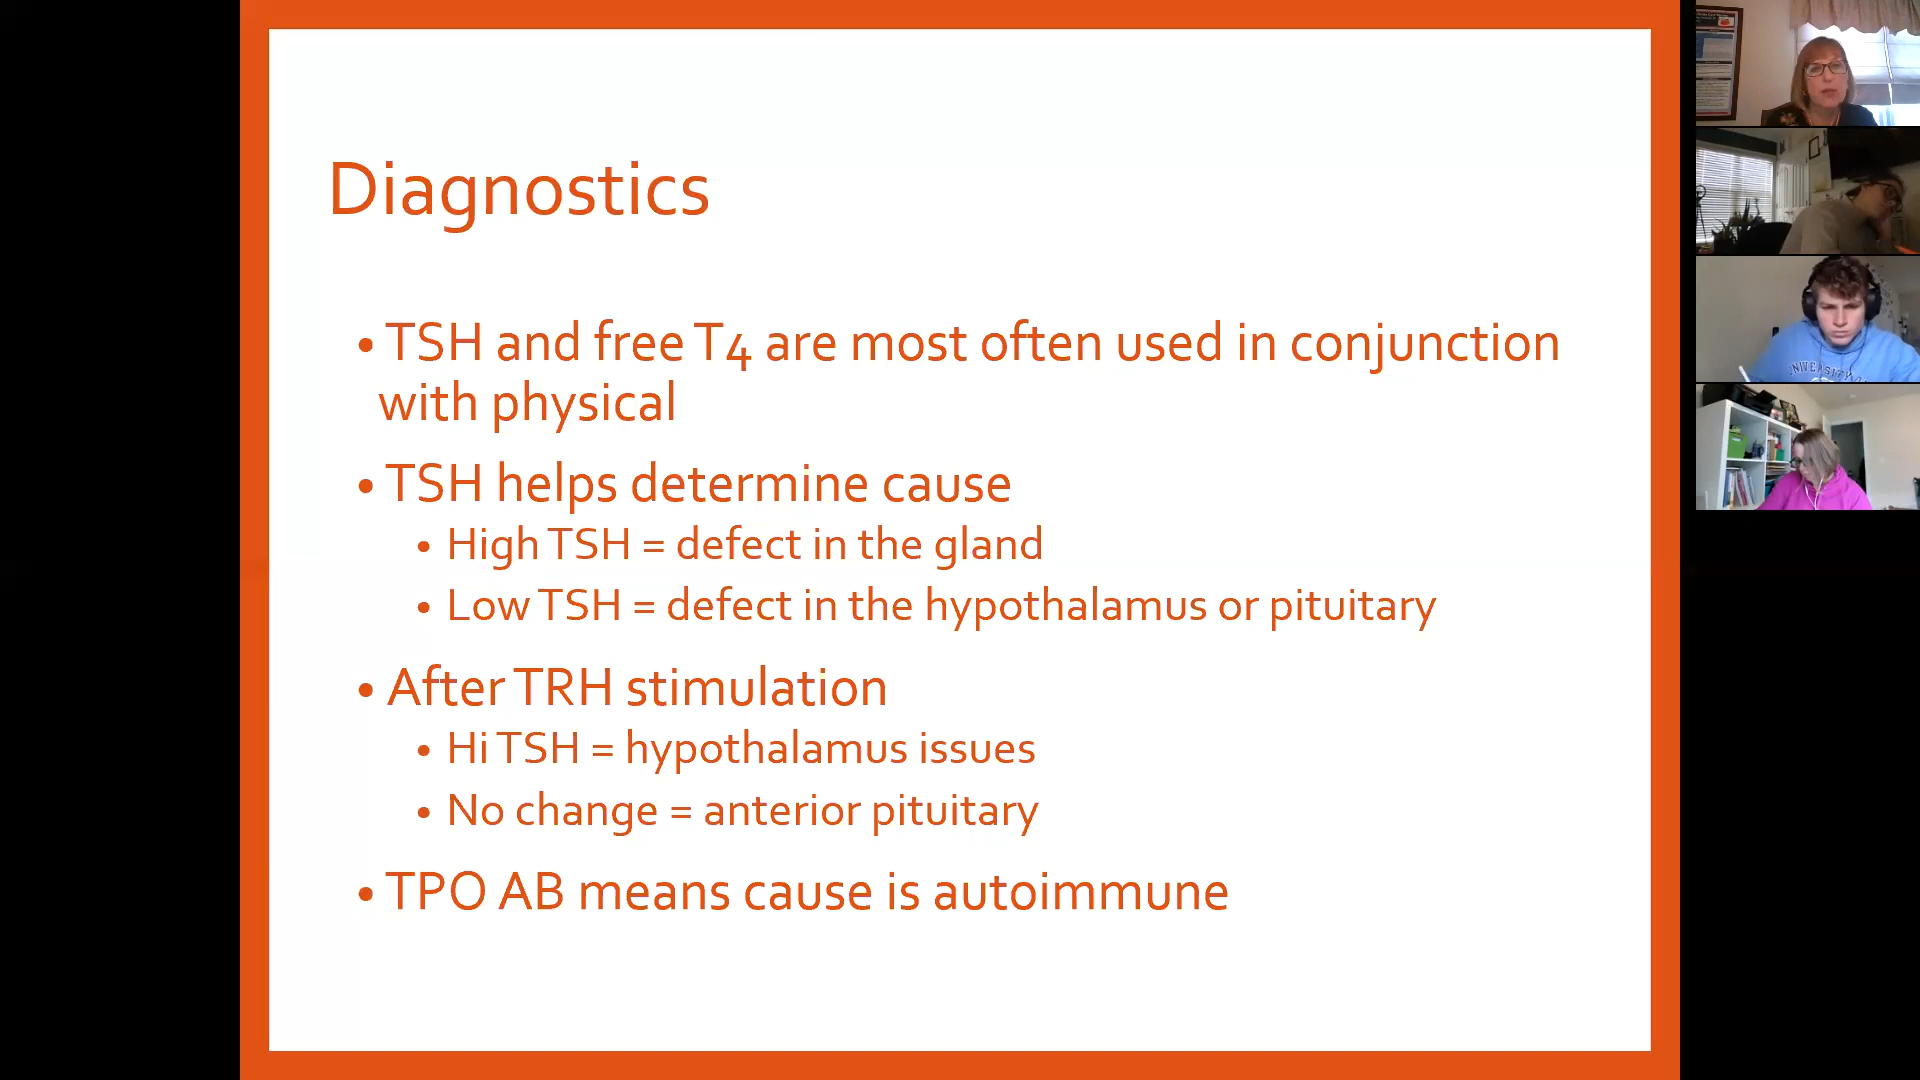 Diagnostics
• TSH and free T4 are most often used in conjunction
with physical
• TSH helps determine cause
• High TSH = defect in the gland
• Low TSH = defect in the hypothalamus or pituitary
• After TRH stimulation
• Hi TSH = hypothalamus issues
• No change = anterior pituitary
• TPO AB means cause is autoimmune
UNIVERSITY